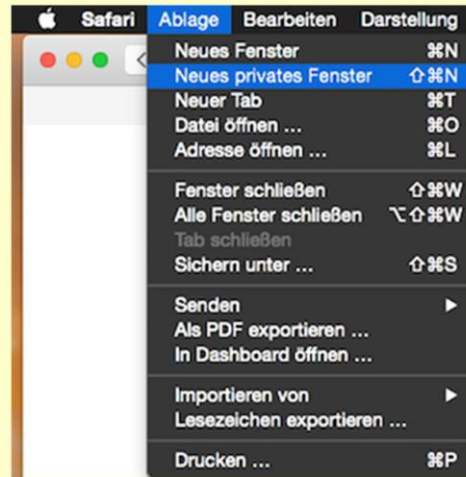 Safari Ablage Bearbeiten Darstellung
Neues Fenster ⌘N
Neues privates Fenster ⇧⌘N
Neuer Tab ⌘T
Datei öffnen ... ⌘O
Adresse öffnen ... ⌘L
Fenster schließen ⇧⌘W
Alle Fenster schließen ⌥⇧⌘W
Tab schließen
Sichern unter ... ⇧⌘S
Senden ▶
Als PDF exportieren ...
In Dashboard öffnen ...
Importieren von ▶
Lesezeichen exportieren ...
Drucken ... ⌘P